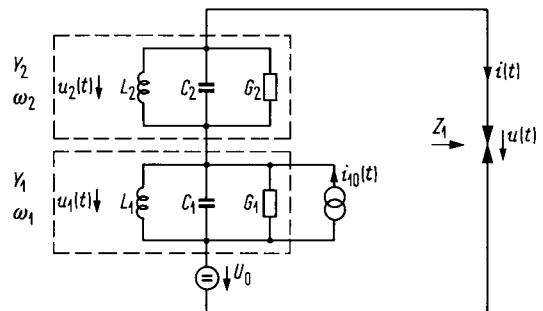 Y₂
ω₂
u₂(t)
L₂
C₂
G₂
i(t)
Z₁
u(t)
Y₁
ω₁
u₁(t)
L₁
C₁
G₁
i₁₀(t)
U₀